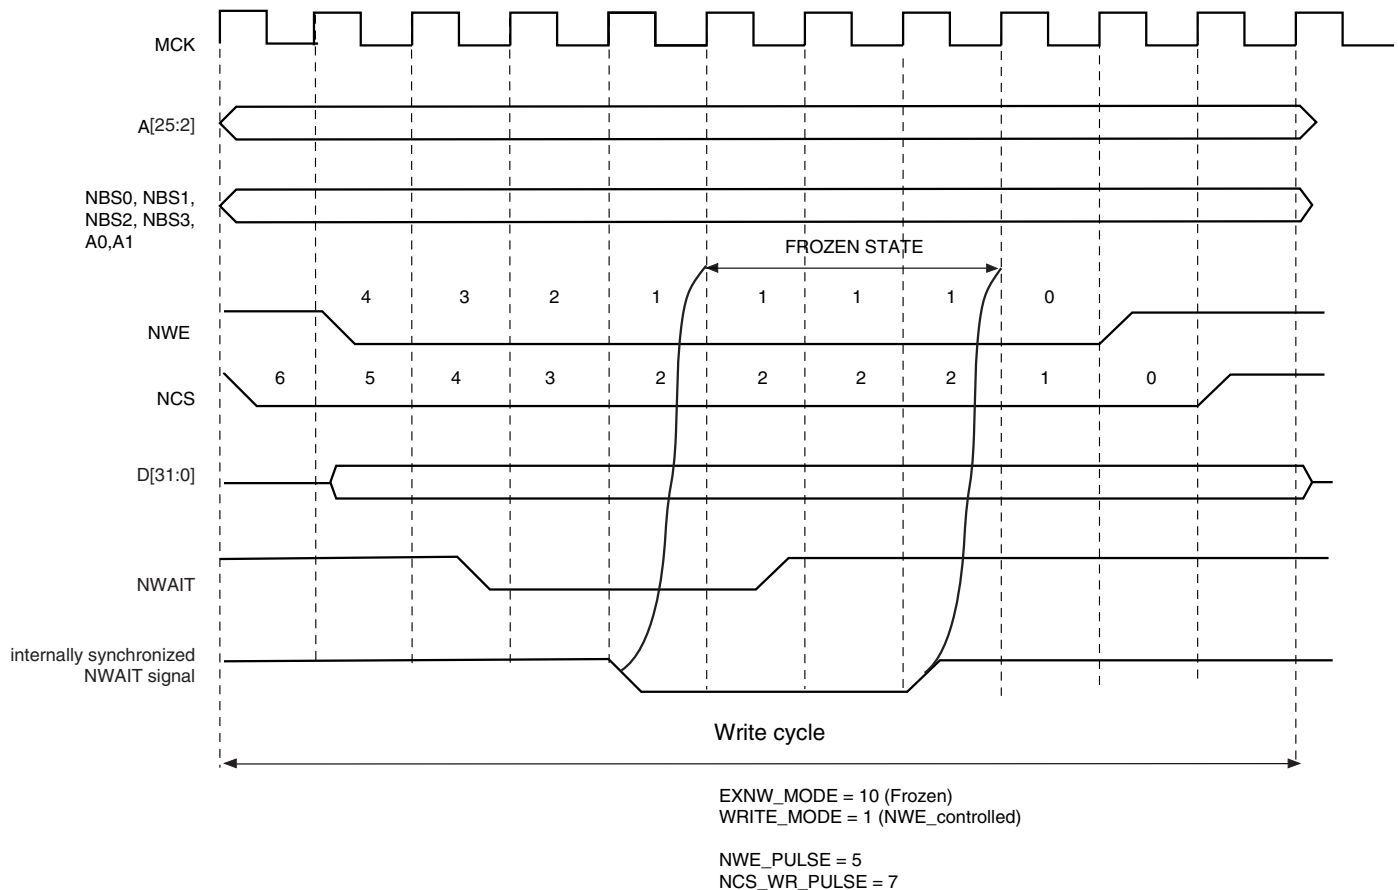 MCK
A[25:2]
NBS0, NBS1,
NBS2, NBS3,
A0,A1
FROZEN STATE
4 3 2 1 1 1 1 0
NWE
6 5 4 3 2 2 2 2 1 0
NCS
D[31:0]
NWAIT
internally synchronized
NWAIT signal
Write cycle
EXNW_MODE = 10 (Frozen)
WRITE_MODE = 1 (NWE_controlled)
NWE_PULSE = 5
NCS_WR_PULSE = 7